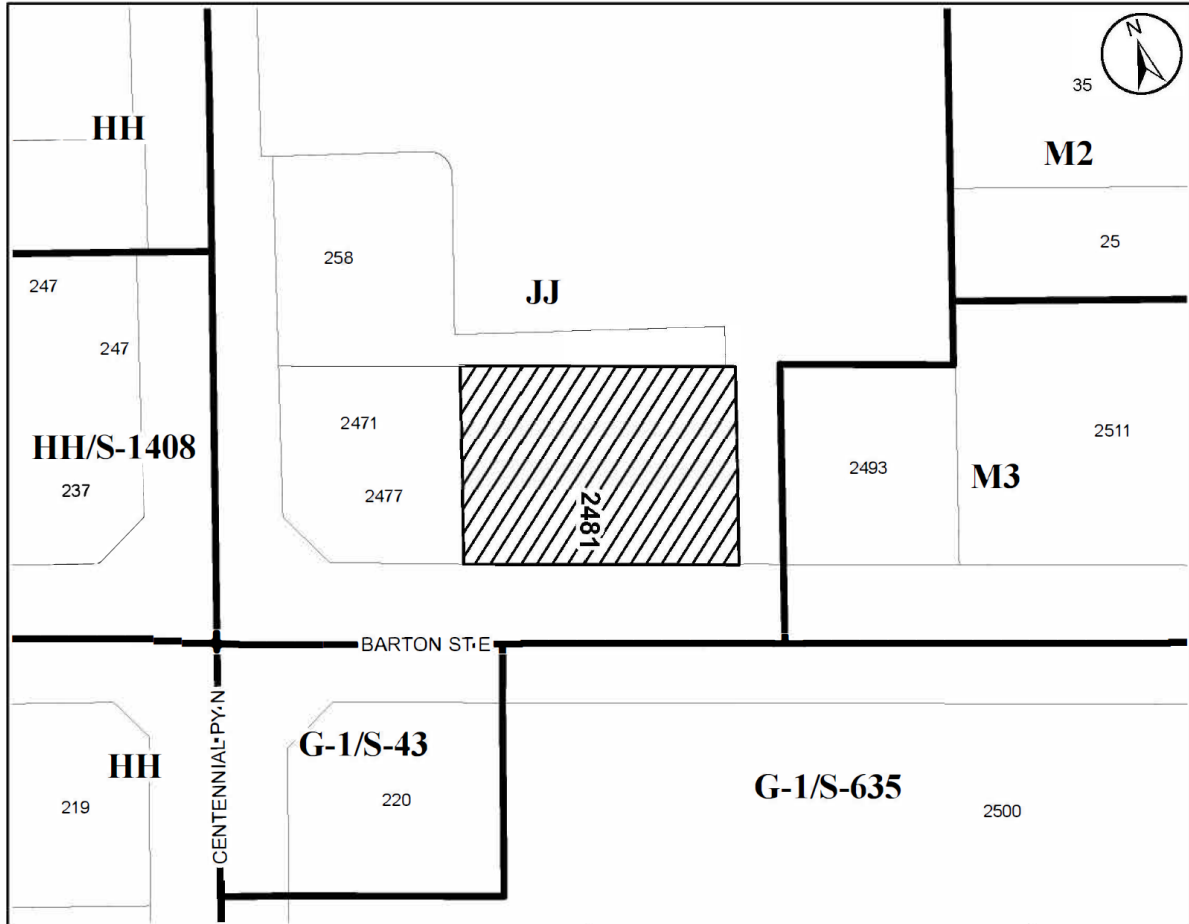 N
35
HH
M2
25
258
247
JJ
247
2471
2511
HH/S-1408
2493
M3
237
2477
2481
BARTON ST E
CENTENNIAL PY N
G-1/S-43
HH
G-1/S-635
219
220
2500